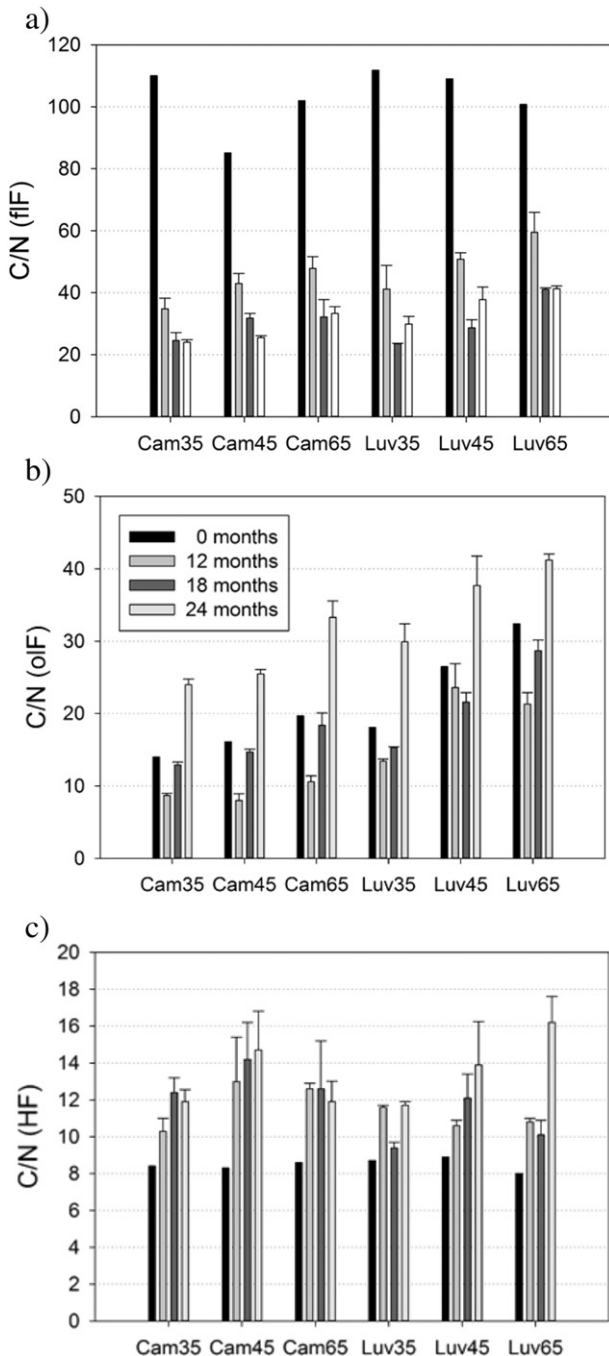 a)
120
100
80
60
40
20
0
C/N (flF)
Cam35 Cam45 Cam65 Luv35 Luv45 Luv65
b)
50
40
30
20
10
0
C/N (olF)
0 months
12 months
18 months
24 months
Cam35 Cam45 Cam65 Luv35 Luv45 Luv65
c)
20
18
16
14
12
10
8
6
4
2
0
C/N (HF)
Cam35 Cam45 Cam65 Luv35 Luv45 Luv65